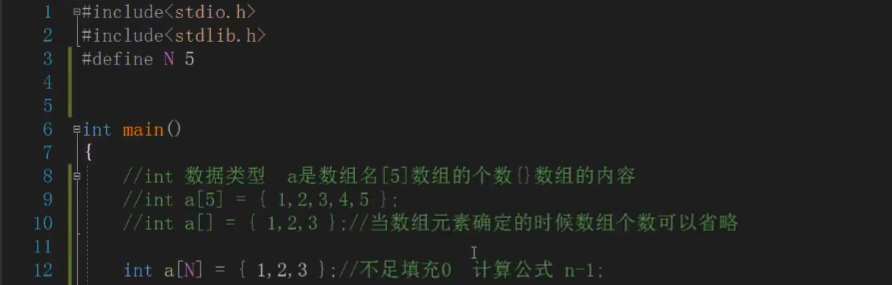 1 #include<stdio.h>
2 #include<stdlib.h>
3 #define N 5
4
5
6 int main()
7 {
8 //int 数据类型  a是数组名[5]数组的个数{}数组的内容
9 //int a[5] = { 1,2,3,4,5 };
10 //int a[] = { 1,2,3 };//当数组元素确定的时候数组个数可以省略
11
12 int a[N] = { 1,2,3 };//不足填充0  计算公式 n-1;